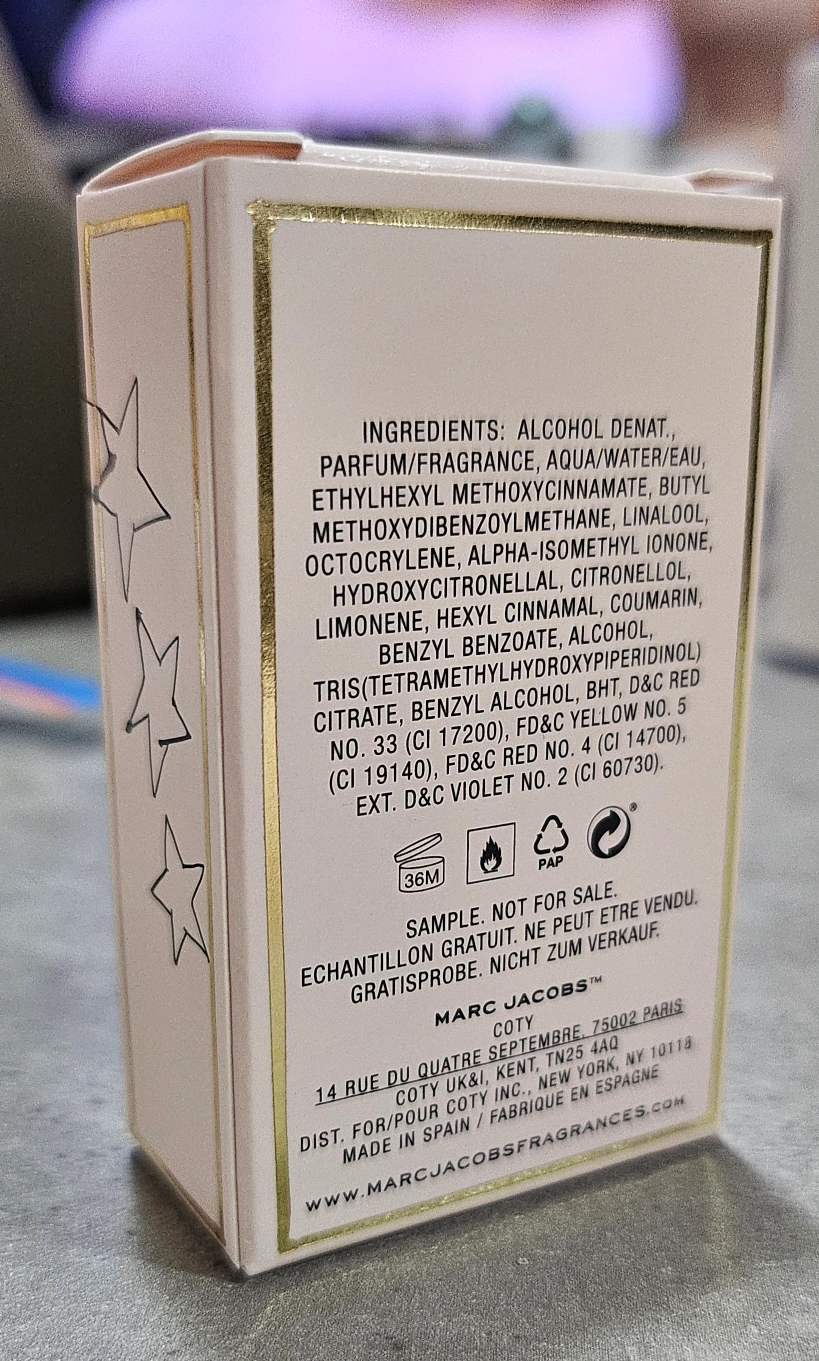 INGREDIENTS: ALCOHOL DENAT.,
PARFUM/FRAGRANCE, AQUA/WATER/EAU,
ETHYLHEXYL METHOXYCINNAMATE, BUTYL
METHOXYDIBENZOYLMETHANE, LINALOOL,
OCTOCRYLENE, ALPHA-ISOMETHYL IONONE,
HYDROXYCITRONELLAL, CITRONELLOL,
LIMONENE, HEXYL CINNAMAL, COUMARIN,
BENZYL BENZOATE, ALCOHOL,
TRIS(TETRAMETHYLHYDROXYPIPERIDINOL)
CITRATE, BENZYL ALCOHOL, BHT, D&C RED
NO. 33 (CI 17200), FD&C YELLOW NO. 5
(CI 19140), FD&C RED NO. 4 (CI 14700),
EXT. D&C VIOLET NO. 2 (CI 60730).
36M PAP ®
SAMPLE. NOT FOR SALE.
ECHANTILLON GRATUIT. NE PEUT ETRE VENDU.
GRATISPROBE. NICHT ZUM VERKAUF.
MARC JACOBS™
COTY
14 RUE DU QUATRE SEPTEMBRE, 75002 PARIS
COTY UK&I, KENT, TN25 4AQ
DIST. FOR/POUR COTY INC., NEW YORK, NY 10118
MADE IN SPAIN / FABRIQUE EN ESPAGNE
WWW.MARCJACOBSFRAGRANCES.COM